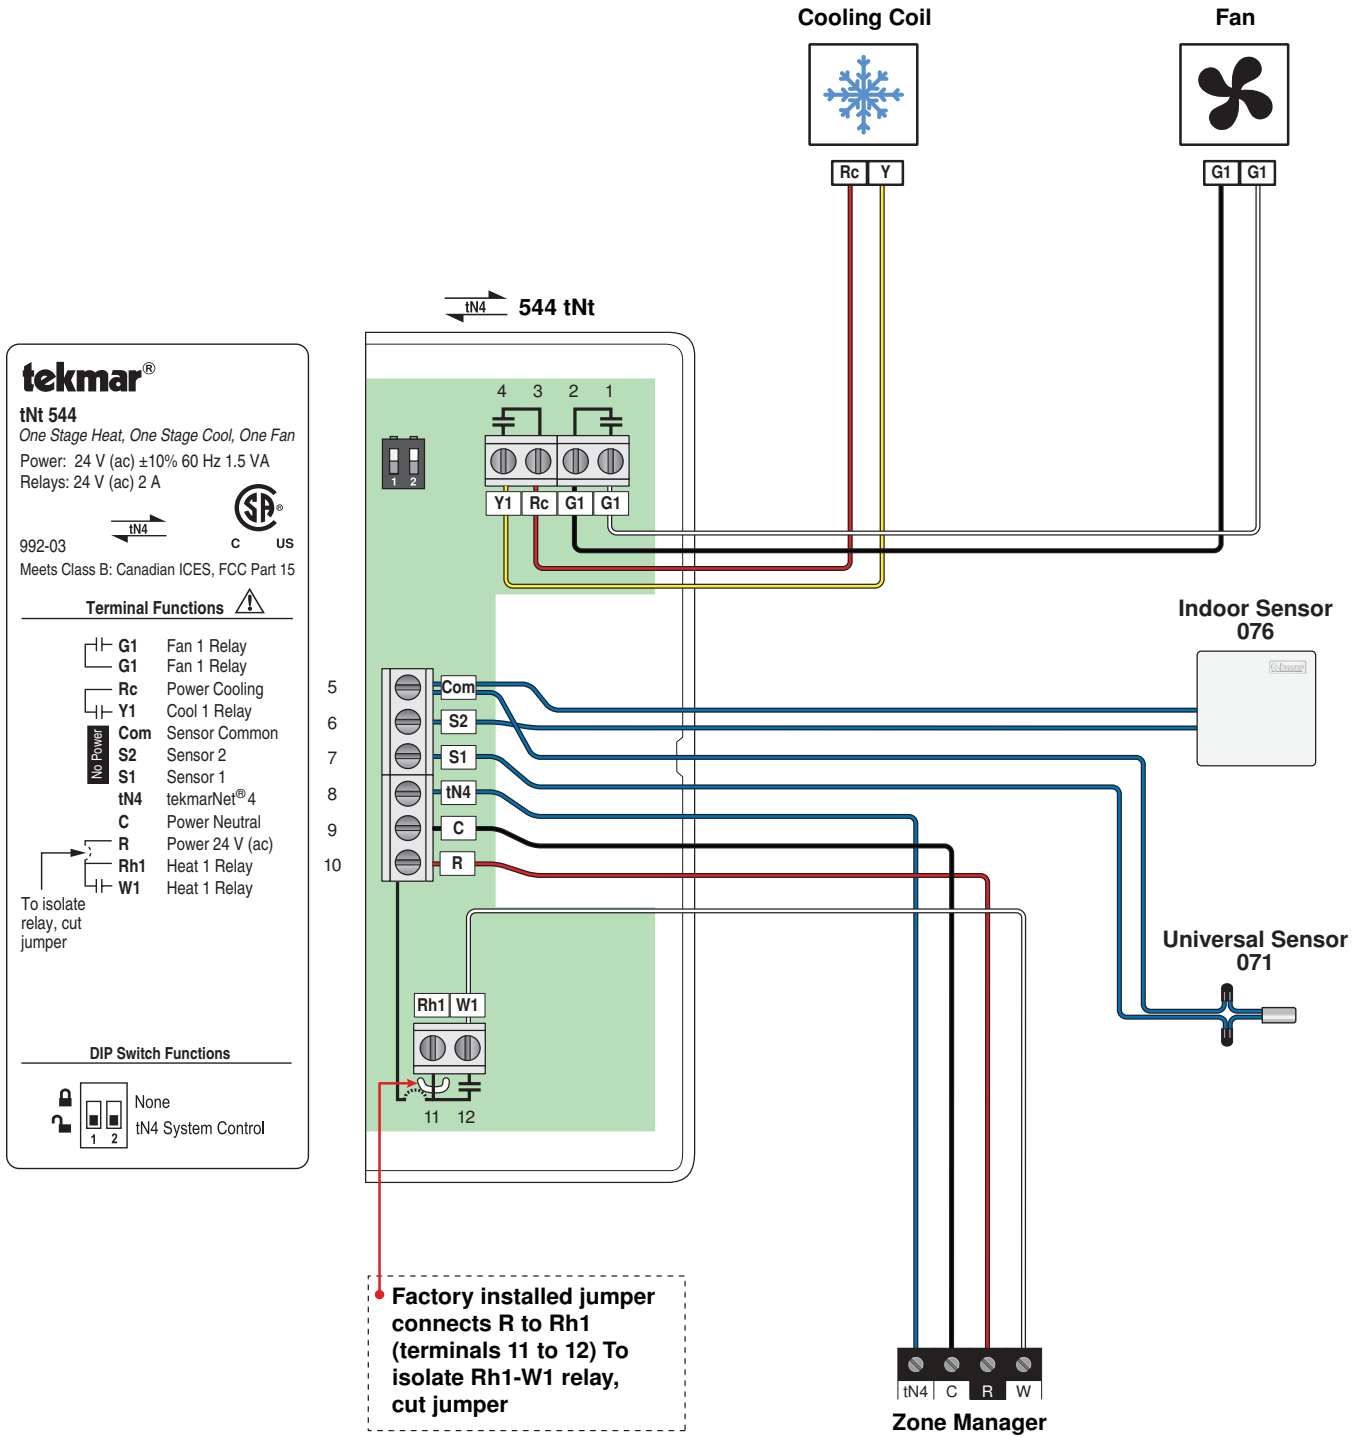 Cooling Coil
Fan
Rc Y
G1 G1
tN4 544 tNt
tekmar®
tNt 544
One Stage Heat, One Stage Cool, One Fan
Power: 24 V (ac) ±10% 60 Hz 1.5 VA
Relays: 24 V (ac) 2 A
SA ®
C US
tN4
992-03
Meets Class B: Canadian ICES, FCC Part 15
Terminal Functions
G1 Fan 1 Relay
G1 Fan 1 Relay
Rc Power Cooling
Y1 Cool 1 Relay
Com Sensor Common
S2 Sensor 2
S1 Sensor 1
No Power
tN4 tekmarNet® 4
C Power Neutral
R Power 24 V (ac)
Rh1 Heat 1 Relay
W1 Heat 1 Relay
To isolate
relay, cut
jumper
DIP Switch Functions
None
tN4 System Control
1 2
4 3 2 1
1 2
Y1 Rc G1 G1
5 Com
6 S2
7 S1
8 tN4
9 C
10 R
Rh1 W1
11 12
Indoor Sensor
076
tekmar
Universal Sensor
071
Factory installed jumper
connects R to Rh1
(terminals 11 to 12) To
isolate Rh1-W1 relay,
cut jumper
tN4 C R W
Zone Manager